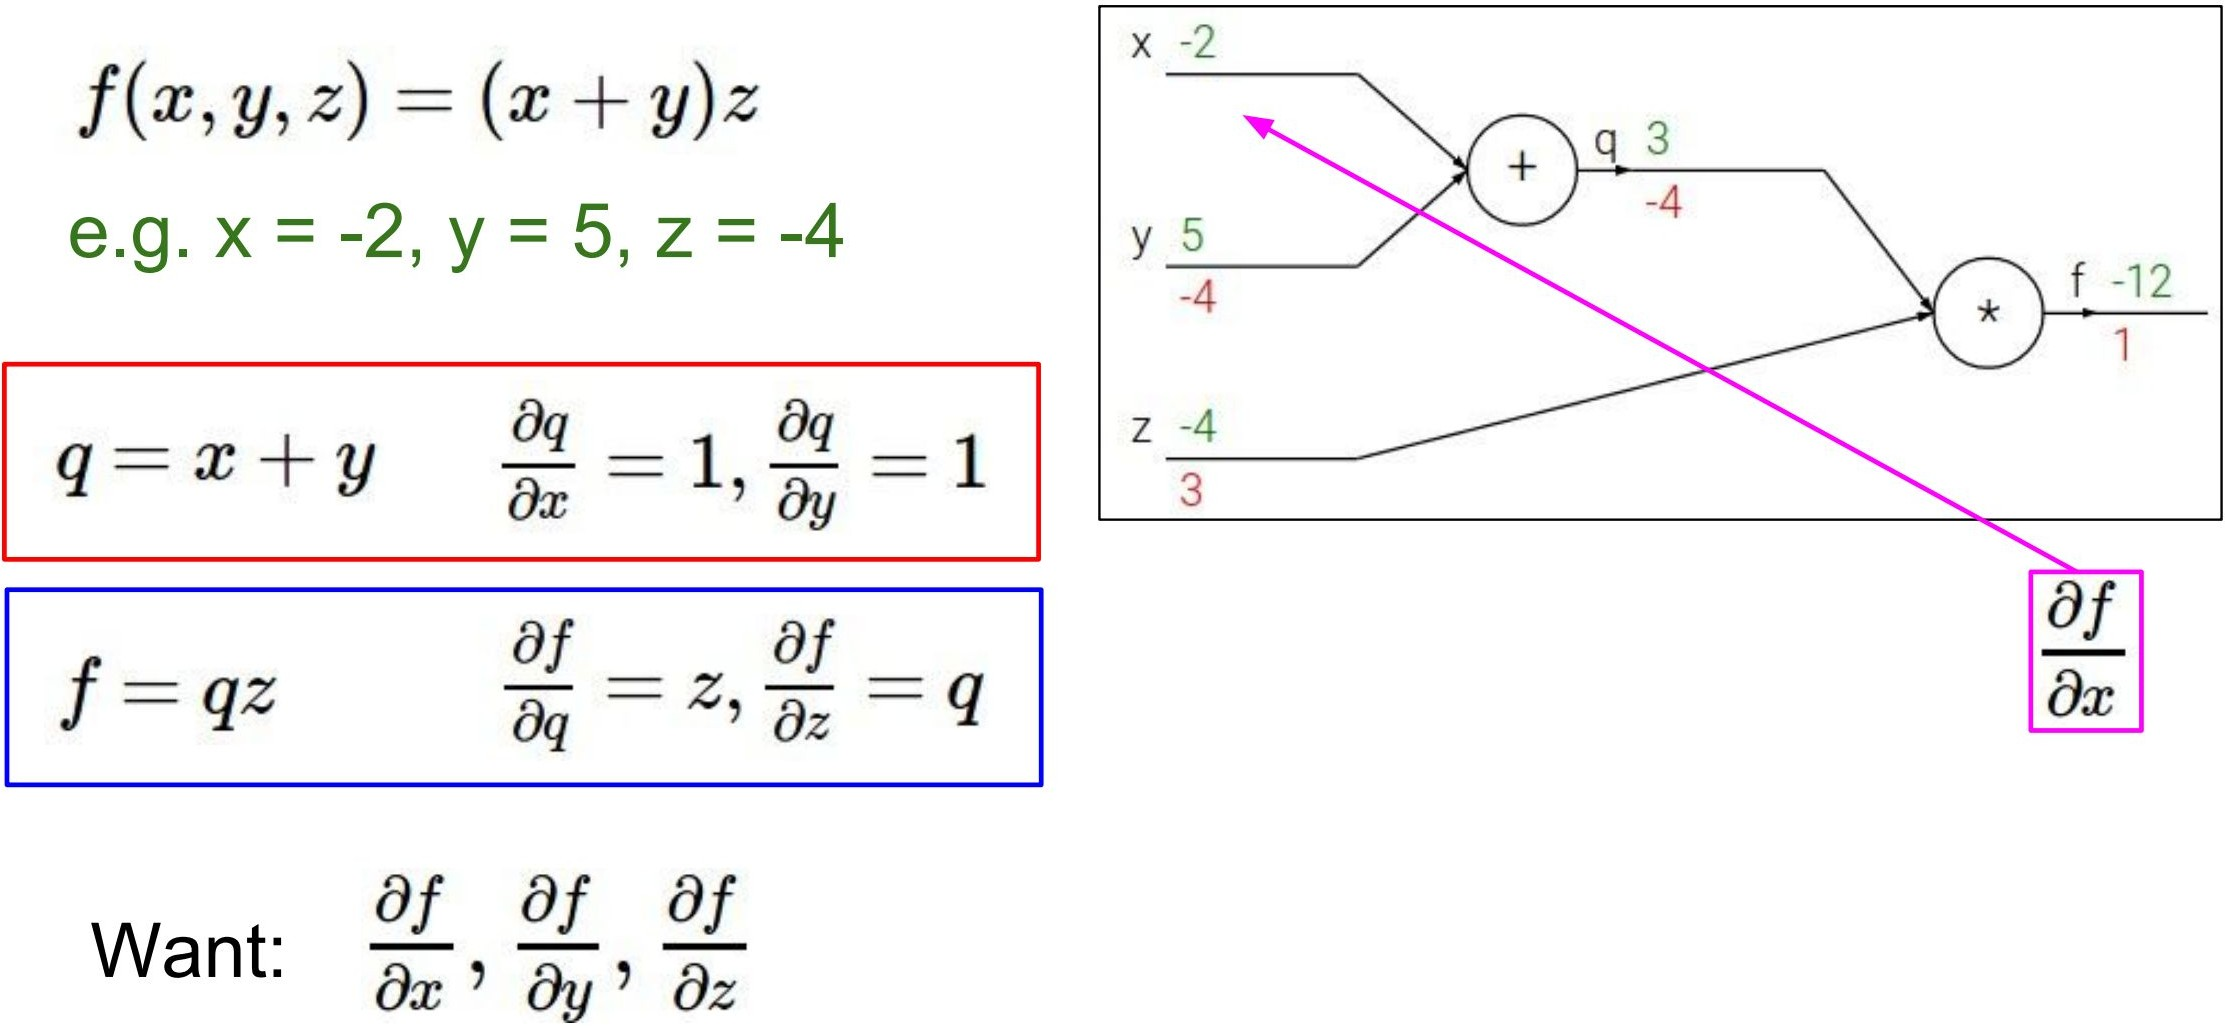 f(x, y, z) = (x + y)z
e.g. x = -2, y = 5, z = -4
q = x + y    ∂q/∂x = 1, ∂q/∂y = 1
f = qz    ∂f/∂q = z, ∂f/∂z = q
Want: ∂f/∂x, ∂f/∂y, ∂f/∂z
x -2
+
q 3
-4
y 5
-4
*
f -12
1
z -4
3
∂f/∂x